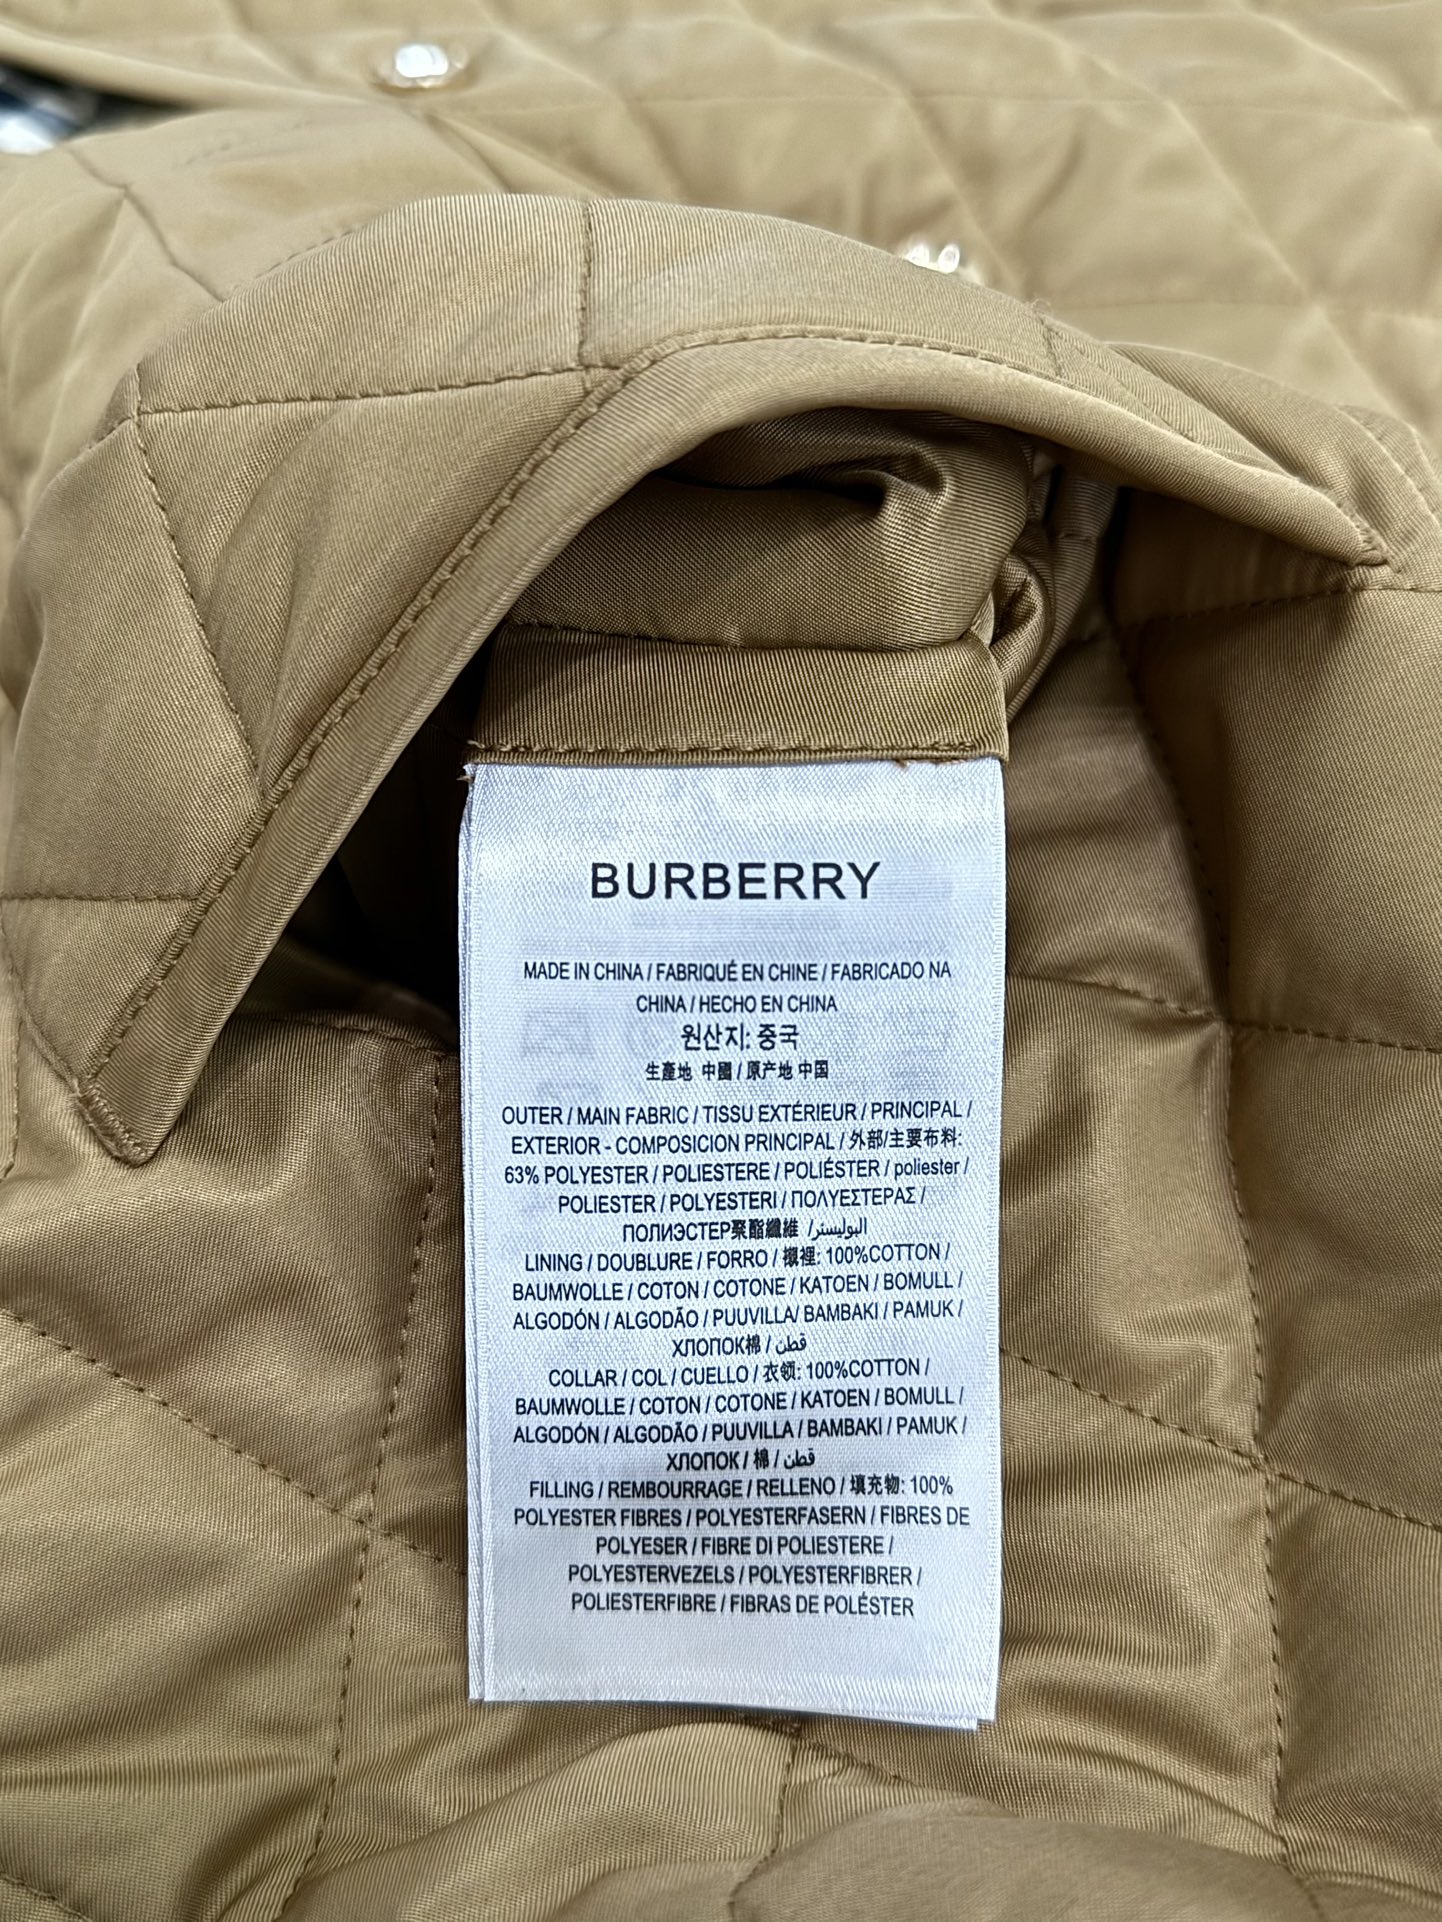 BURBERRY
MADE IN CHINA / FABRIQUÉ EN CHINE / FABRICADO NA
CHINA / HECHO EN CHINA
원산지: 중국
生產地 中國 / 原产地 中国
OUTER / MAIN FABRIC / TISSU EXTÉRIEUR / PRINCIPAL /
EXTERIOR - COMPOSICION PRINCIPAL / 外部/主要布料:
63% POLYESTER / POLIESTERE / POLIÉSTER / poliester /
POLIESTER / POLYESTERI / ΠΟΛΥΕΣΤΕΡΑΣ /
ПОЛИЭСТЕР聚酯纖維 /البوليستر
LINING / DOUBLURE / FORRO / 襯裡: 100%COTTON /
BAUMWOLLE / COTON / COTONE / KATOEN / BOMULL /
ALGODÓN / ALGODÃO / PUUVILLA/ BAMBAKI / PAMUK /
ХЛОПОК棉 / قطن
COLLAR / COL / CUELLO / 衣领: 100%COTTON /
BAUMWOLLE / COTON / COTONE / KATOEN / BOMULL /
ALGODÓN / ALGODÃO / PUUVILLA / BAMBAKI / PAMUK /
ХЛОПОК / 棉 / قطن
FILLING / REMBOURRAGE / RELLENO / 填充物: 100%
POLYESTER FIBRES / POLYESTERFASERN / FIBRES DE
POLYESER / FIBRE DI POLIESTERE /
POLYESTERVEZELS / POLYESTERFIBRER /
POLIESTERFIBRE / FIBRAS DE POLÉSTER